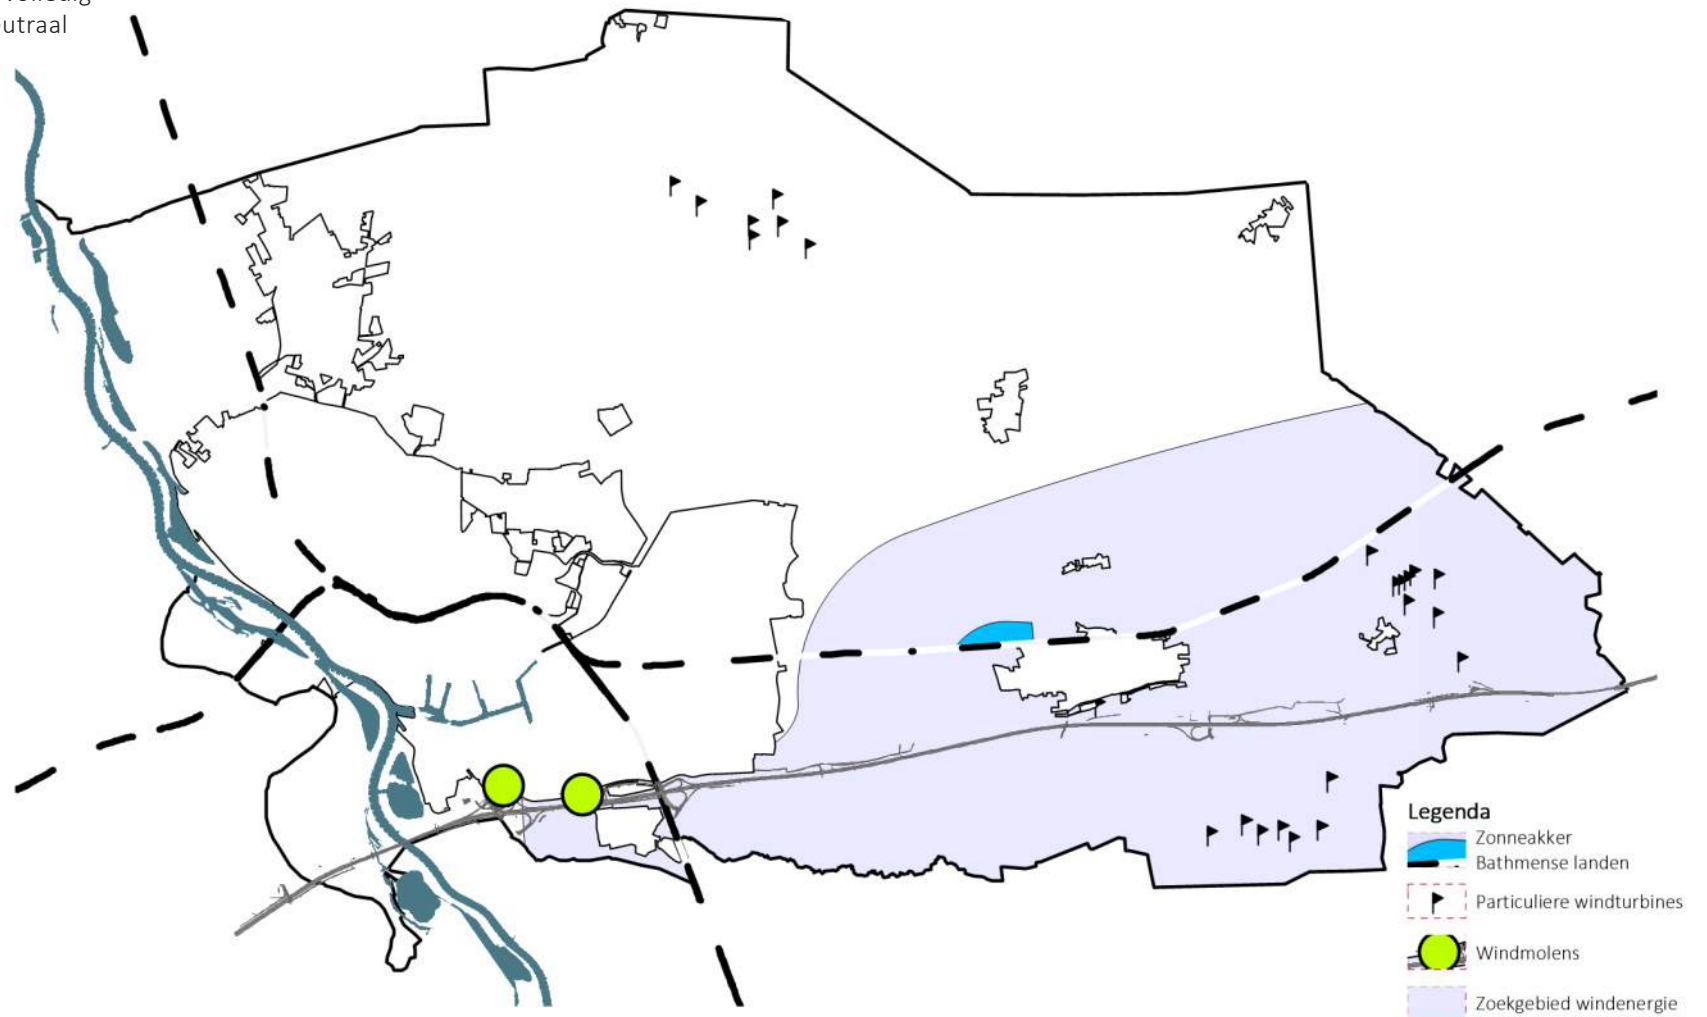 utraal
Legenda
Zonneakker
Bathmense landen
Particuliere windturbines
Windmolens
Zoekgebied windenergie